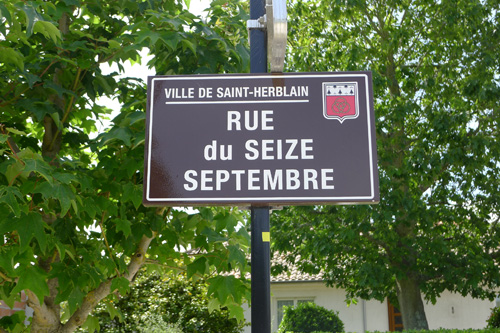 VILLE DE SAINT-HERBLAIN
RUE
du SEIZE
SEPTEMBRE